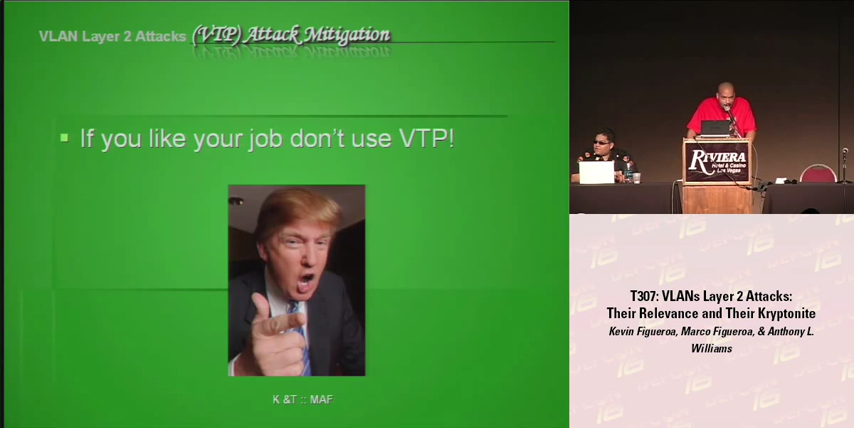 VLAN Layer 2 Attacks (VTP) Attack Mitigation
If you like your job don't use VTP!
K &T :: MAF
RIVIERA
Hotel & Casino
Las Vegas
T307: VLANs Layer 2 Attacks:
Their Relevance and Their Kryptonite
Kevin Figueroa, Marco Figueroa, & Anthony L.
Williams